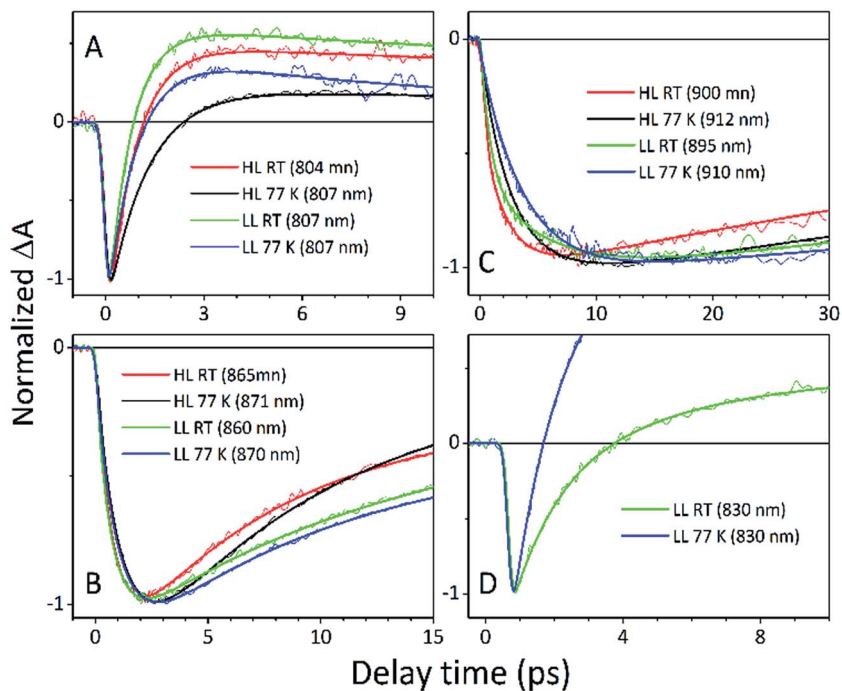 A
0
-1
HL RT (804 mn)
HL 77 K (807 nm)
LL RT (807 nm)
LL 77 K (807 nm)
0 3 6 9
C
0
-1
HL RT (900 mn)
HL 77 K (912 nm)
LL RT (895 nm)
LL 77 K (910 nm)
0 10 20 30
B
0
-1
HL RT (865mn)
HL 77 K (871 nm)
LL RT (860 nm)
LL 77 K (870 nm)
0 5 10 15
D
0
-1
LL RT (830 nm)
LL 77 K (830 nm)
0 4 8
Normalized ΔA
Delay time (ps)